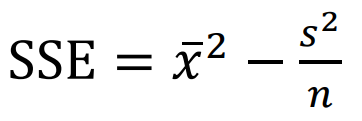 SSE = x̄² − s²/n